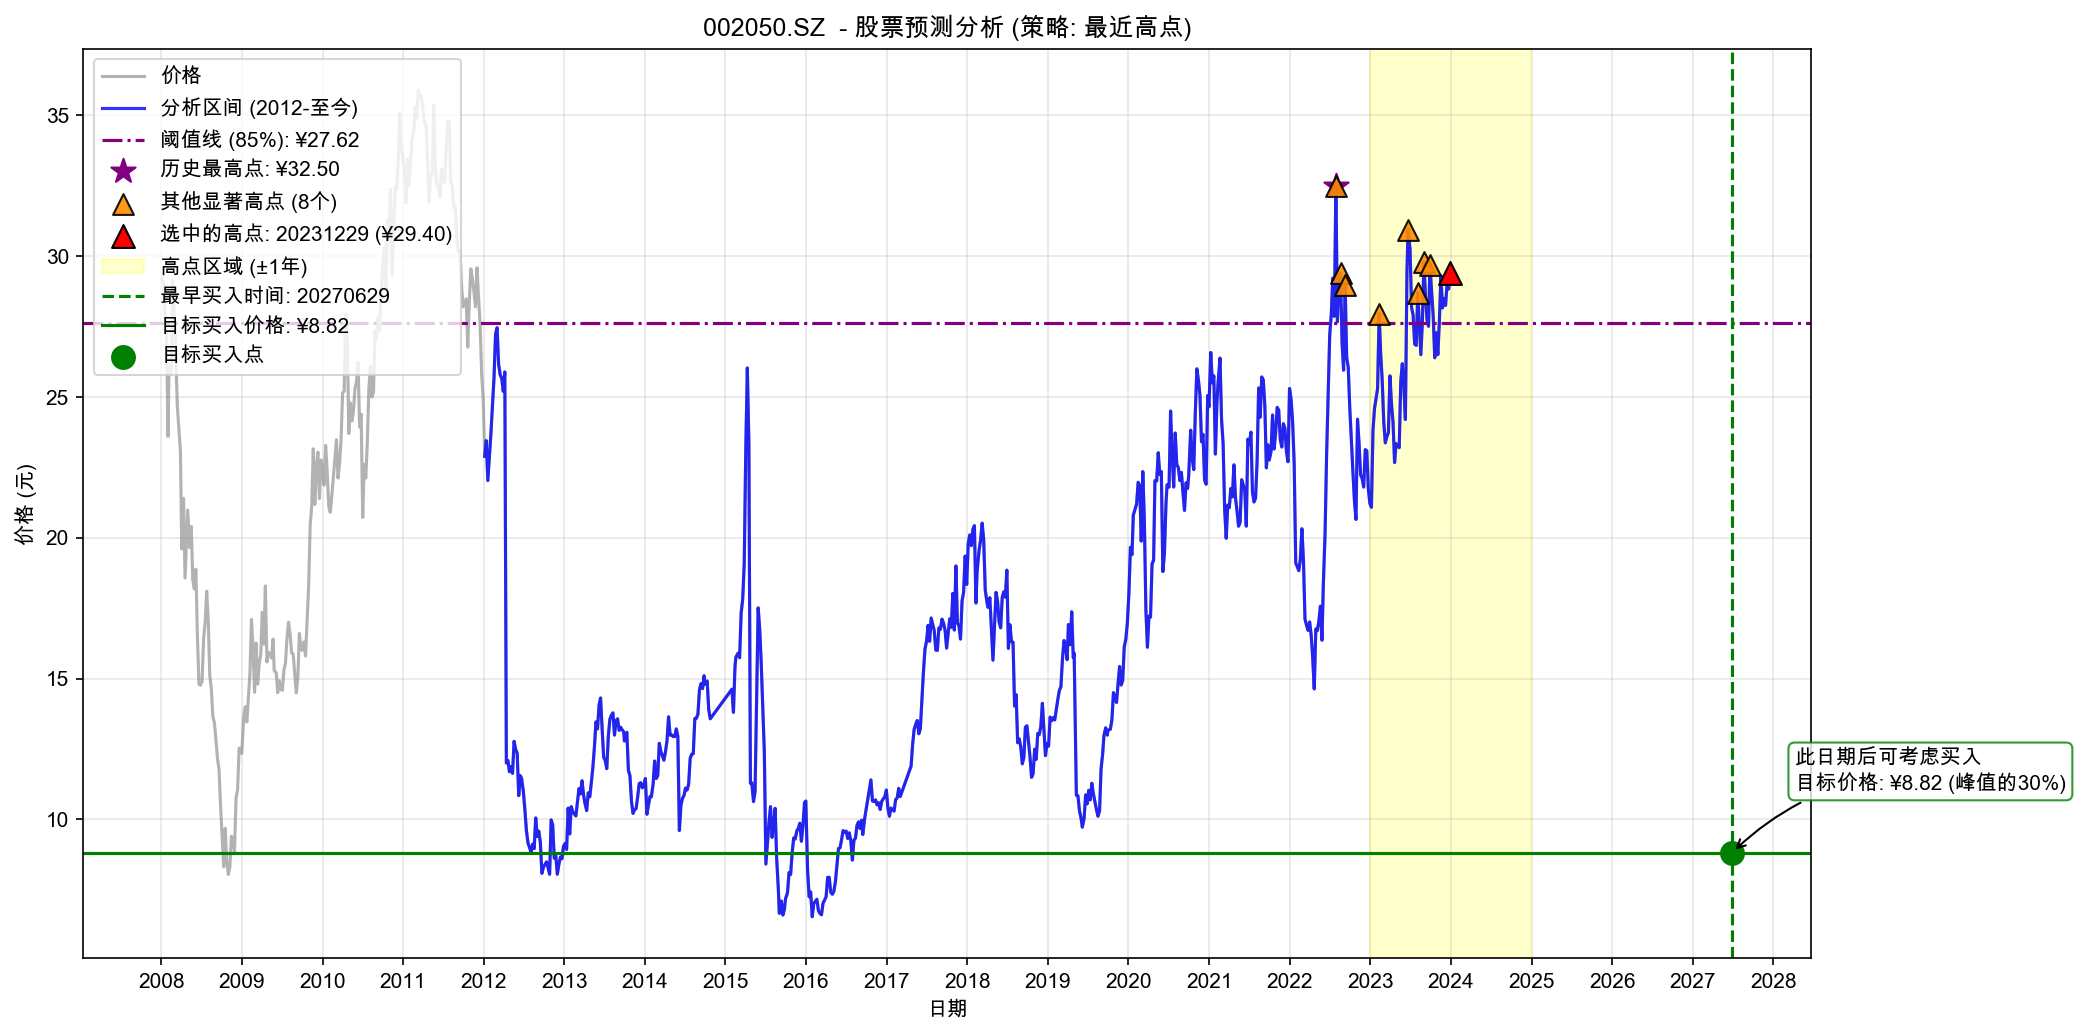 002050.SZ - 股票预测分析 (策略: 最近高点)
价格
分析区间 (2012-至今)
阈值线 (85%): ¥27.62
历史最高点: ¥32.50
其他显著高点 (8个)
选中的高点: 20231229 (¥29.40)
高点区域 (±1年)
最早买入时间: 20270629
目标买入价格: ¥8.82
目标买入点
价格 (元)
35
30
25
20
15
10
此日期后可考虑买入
目标价格: ¥8.82 (峰值的30%)
2008 2009 2010 2011 2012 2013 2014 2015 2016 2017 2018 2019 2020 2021 2022 2023 2024 2025 2026 2027 2028
日期